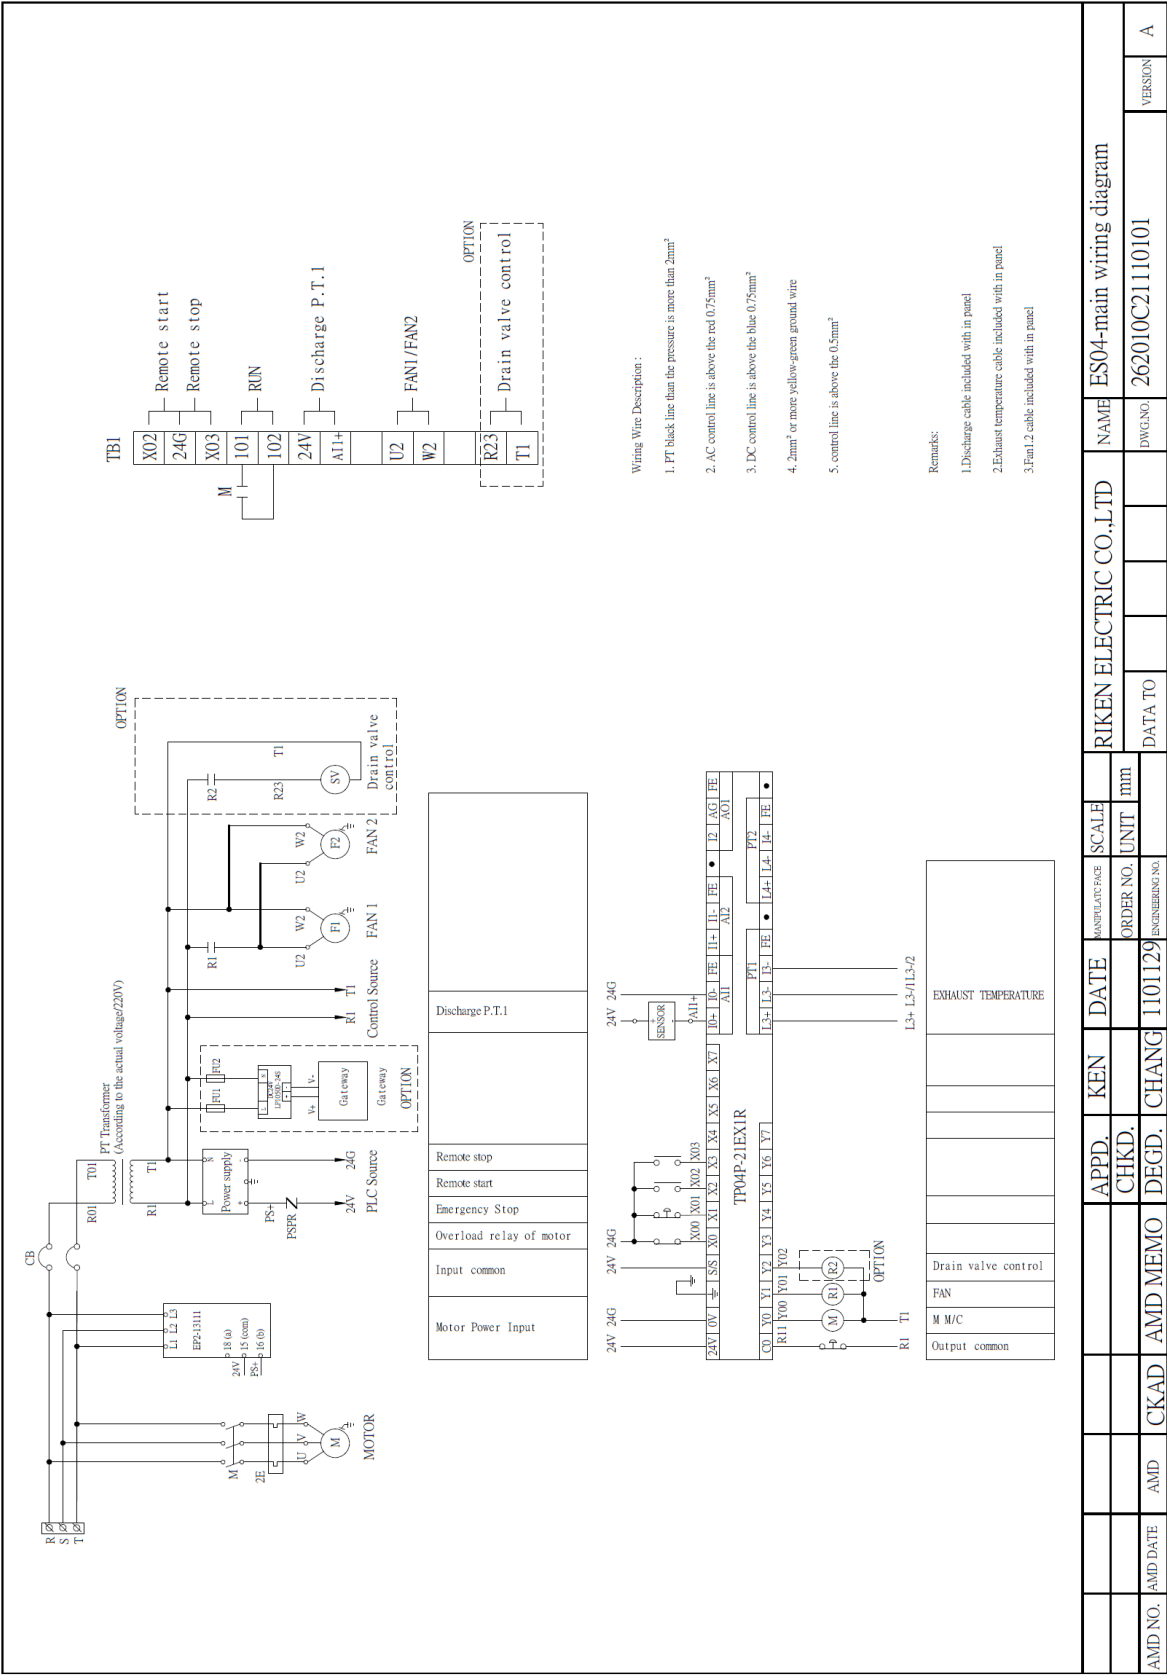 R
S
T
CB
R01
T01
PT Transformer
(According to the actual voltage/220V)
R1
T1
OPTION
M
2E
U
V
W
M
MOTOR
L1 L2 L3
EP2-13111
18 (a)
15 (com)
16 (b)
24V
PS+
L
N
Power supply
+
-
PS+
PSPR
24V
24G
PLC Source
FU1
FU2
L
N
DC24V
LP1050D-24S
V+
V-
Gateway
Gateway
OPTION
R1
T1
Control Source
R1
U2
W2
F1
FAN 1
U2
W2
F2
FAN 2
R2
R23
T1
SV
Drain valve
control
Motor Power Input
Input common
Overload relay of motor
Emergency Stop
Remote start
Remote stop
Discharge P.T.1
24V
24G
24V
24G
X00
X01
X02
X03
24V
24G
+
SENSOR
-
AI1+
24V
0V
S/S
X0
X1
X2
X3
X4
X5
X6
X7
I0+
I0-
FE
I1+
I1-
FE
I2
AG
FE
AI1
AI2
AO1
TP04P-21EX1R
C0
Y0
Y1
Y2
Y3
Y4
Y5
Y6
Y7
PT1
PT2
L3+
L3-
I3-
FE
L4+
L4-
I4-
FE
R11
Y00
Y01
Y02
M
R1
R2
OPTION
R1
T1
L3+ L3-/1L3-/2
Output common
M M/C
FAN
Drain valve control
EXHAUST TEMPERATURE
TB1
X02
24G
X03
101
102
24V
AI1+
U2
W2
R23
T1
M
Remote start
Remote stop
RUN
Discharge P.T.1
FAN1/FAN2
OPTION
Drain valve control
Wiring Wire Description :
1. PT black line than the pressure is more than 2mm²
2. AC control line is above the red 0.75mm²
3. DC control line is above the blue 0.75mm²
4. 2mm² or more yellow-green ground wire
5. control line is above the 0.5mm²
Remarks:
1.Discharge cable included with in panel
2.Exhaust temperature cable included with in panel
3.Fan1.2 cable included with in panel
AMD NO.
AMD DATE
AMD
CKAD
AMD MEMO
APPD.
KEN
CHKD.
DEGD.
CHANG
DATE
1101129
MANIPULATC FACE
SCALE
ORDER NO.
UNIT
mm
ENGINEERING NO.
RIKEN ELECTRIC CO.,LTD
DATA TO
NAME
ES04-main wiring diagram
DWG.NO.
262010C21110101
VERSION
A